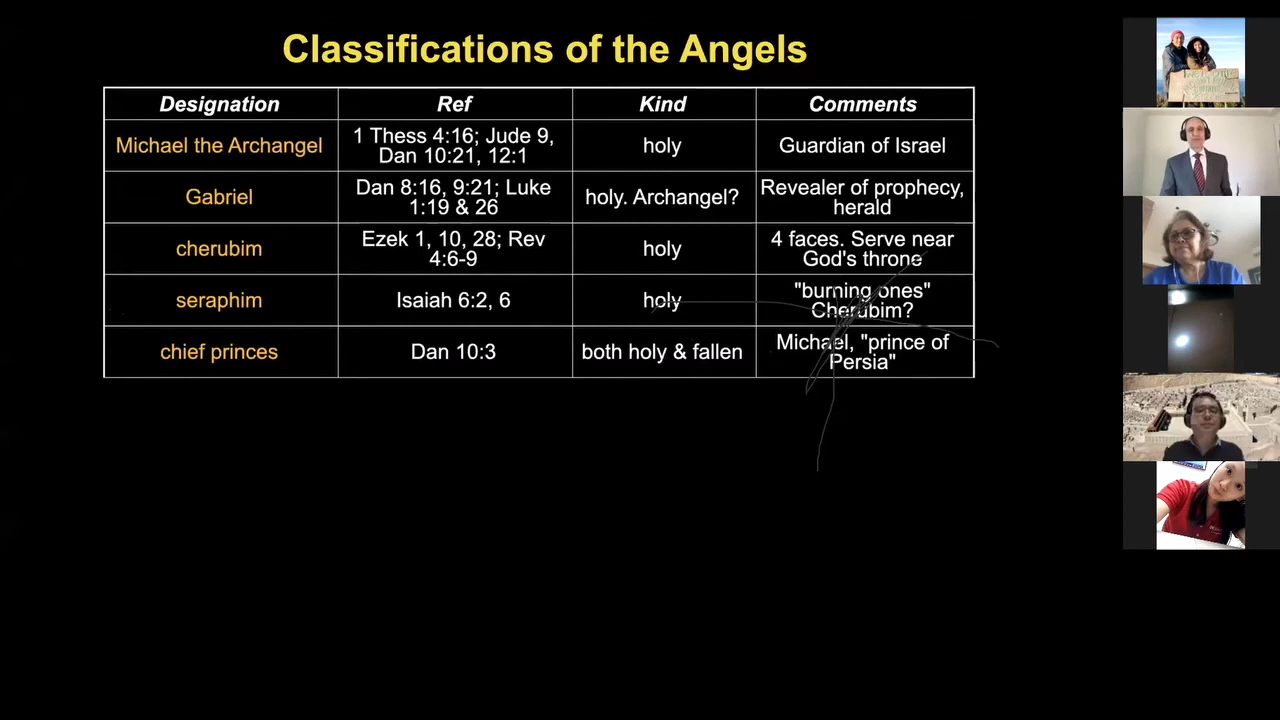 Classifications of the Angels
Designation Ref Kind Comments
Michael the Archangel 1 Thess 4:16; Jude 9, Dan 10:21, 12:1 holy Guardian of Israel
Gabriel Dan 8:16, 9:21; Luke 1:19 & 26 holy. Archangel? Revealer of prophecy, herald
cherubim Ezek 1, 10, 28; Rev 4:6-9 holy 4 faces. Serve near God's throne
seraphim Isaiah 6:2, 6 holy "burning ones" Cherubim?
chief princes Dan 10:3 both holy & fallen Michael, "prince of Persia"